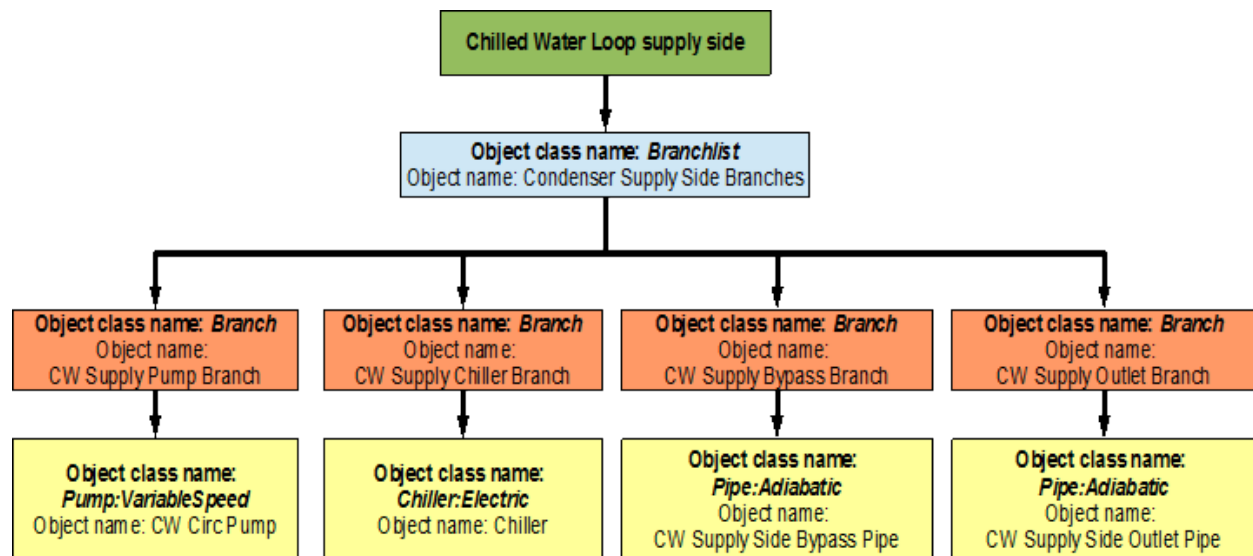 Chilled Water Loop supply side
Object class name: Branchlist
Object name: Condenser Supply Side Branches
Object class name: Branch
Object name:
CW Supply Pump Branch
Object class name: Branch
Object name:
CW Supply Chiller Branch
Object class name: Branch
Object name:
CW Supply Bypass Branch
Object class name: Branch
Object name:
CW Supply Outlet Branch
Object class name:
Pump:VariableSpeed
Object name: CW Circ Pump
Object class name:
Chiller:Electric
Object name: Chiller
Object class name:
Pipe:Adiabatic
Object name:
CW Supply Side Bypass Pipe
Object class name:
Pipe:Adiabatic
Object name:
CW Supply Side Outlet Pipe